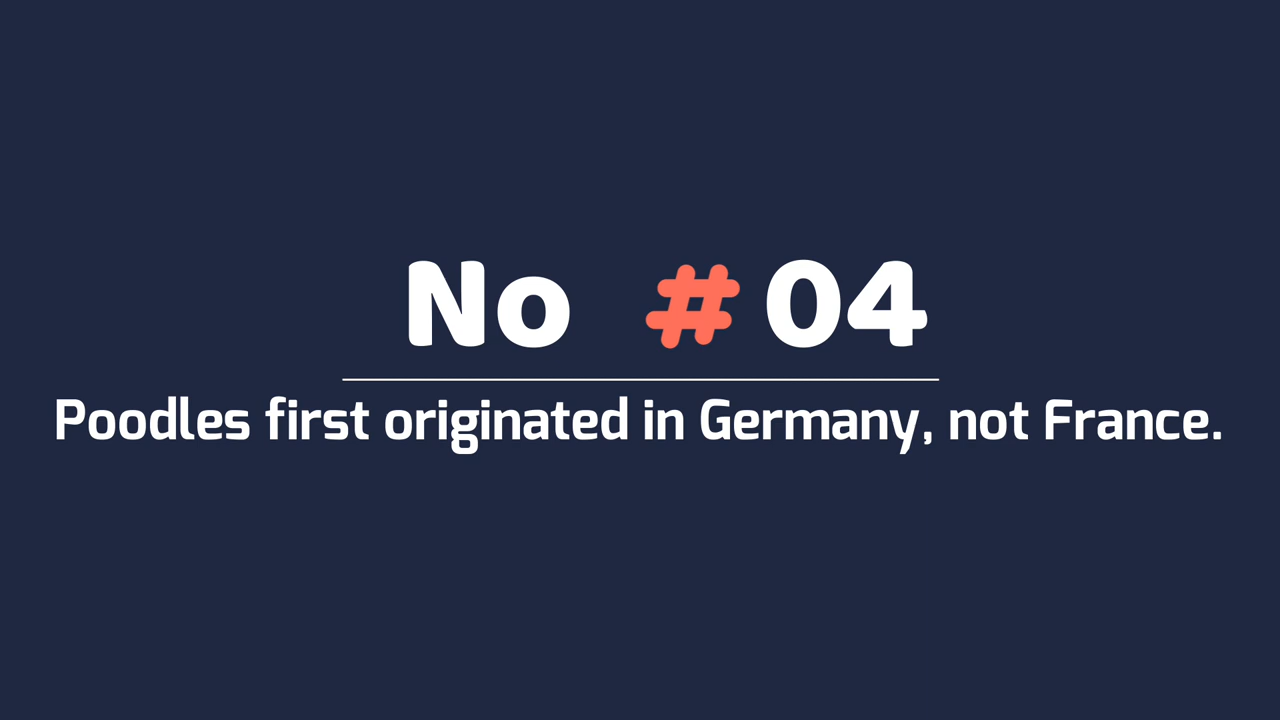 No #04
Poodles first originated in Germany, not France.